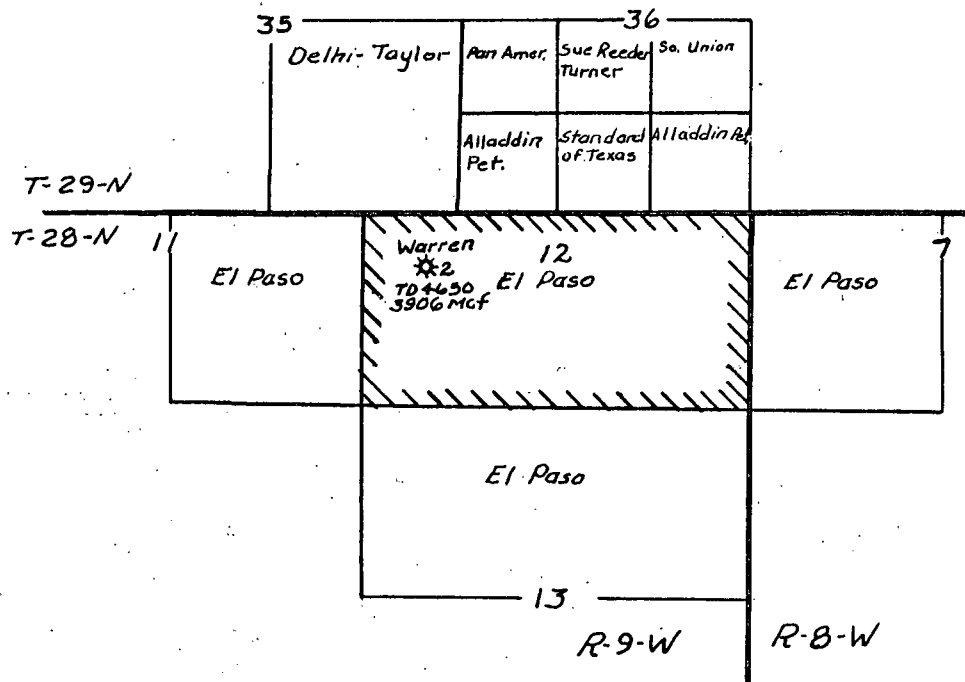 35
36
Delhi-Taylor
Pan Amer.
Sue Reeder
Turner
So. Union
Alladdin
Pet.
Standard
of Texas
Alladdin Pet.
T-29-N
T-28-N
11
El Paso
Warren
2
TD 4650
3906 Mcf
12
El Paso
7
El Paso
El Paso
13
R-9-W
R-8-W